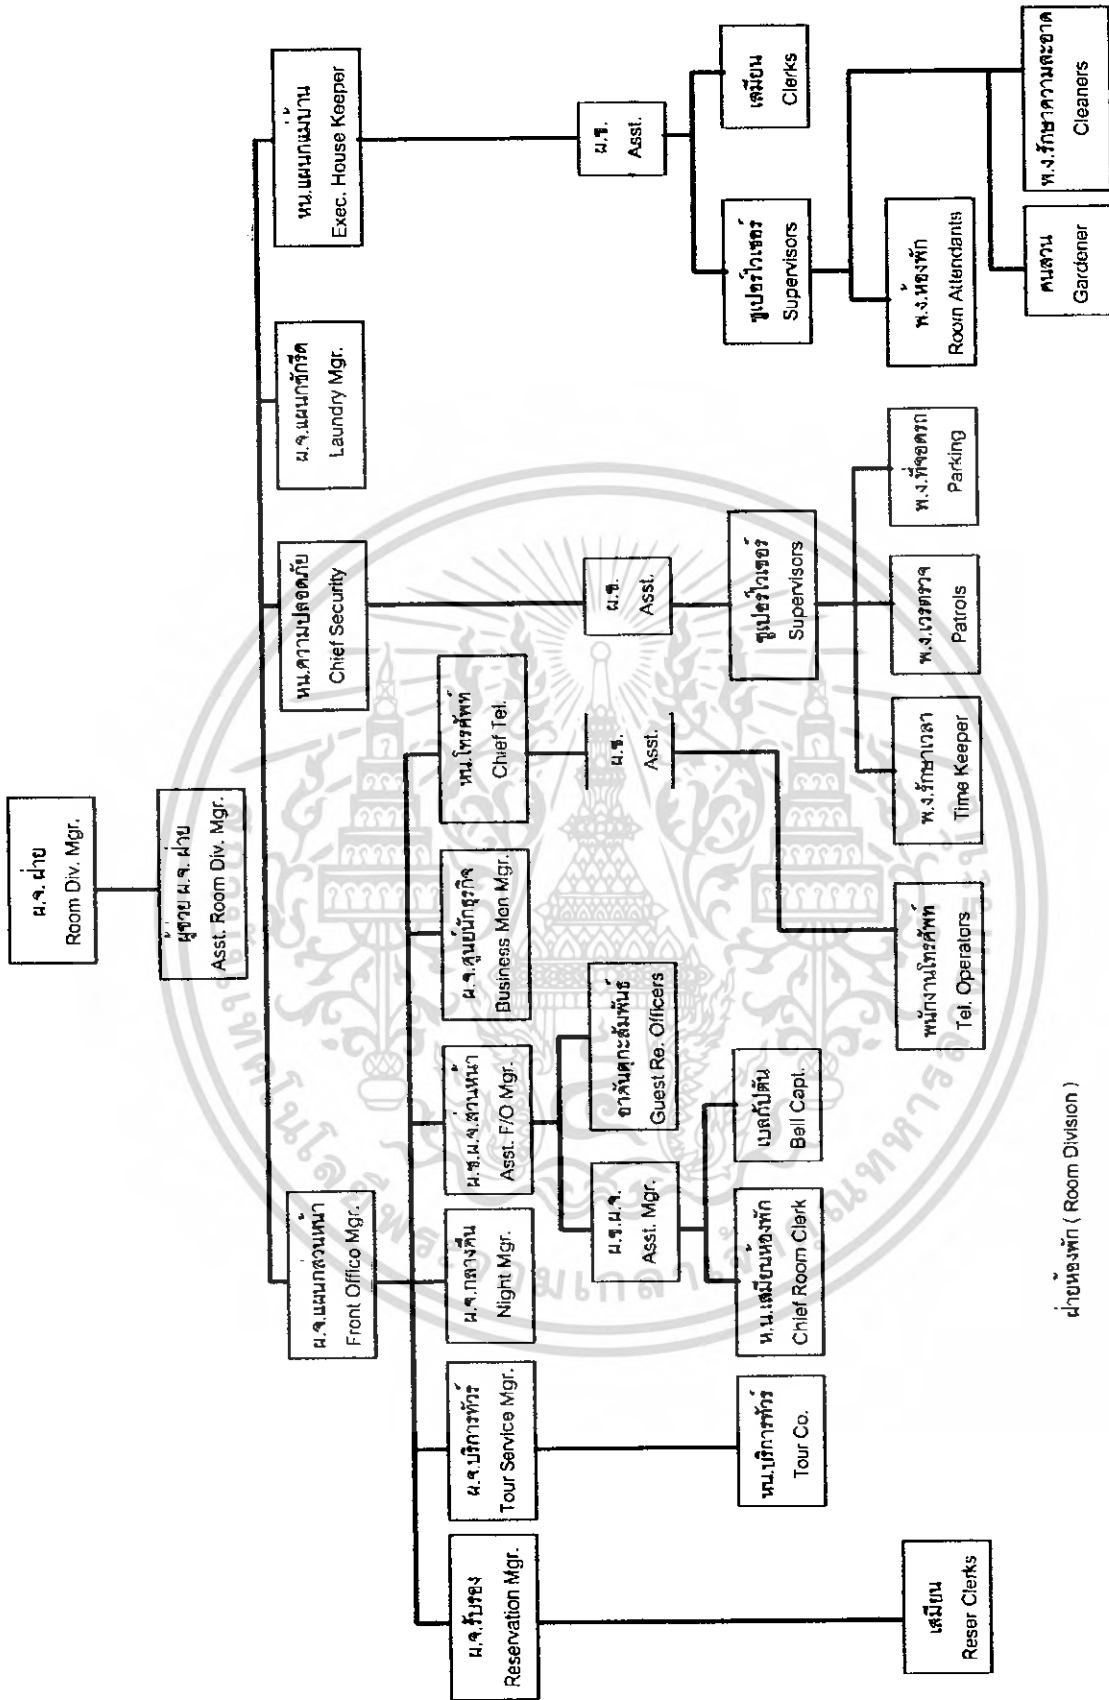 ผ.จ. ฝ่าย
Room Div. Mgr.
ผู้ช่วย ผ.จ. ฝ่าย
Asst. Room Div. Mgr.
ผ.จ.แผนกส่วนหน้า
Front Office Mgr.
หน.ความปลอดภัย
Chief Security
ผ.จ.แผนกซักรีด
Laundry Mgr.
หน.แผนกแม่บ้าน
Exec. House Keeper
ผ.จ.รับจอง
Reservation Mgr.
ผ.จ.บริการทัวร์
Tour Service Mgr.
ผ.จ.กลางคืน
Night Mgr.
ผ.ช.ผ.จ.ส่วนหน้า
Asst. F/O Mgr.
ผ.จ.ศูนย์นักธุรกิจ
Business Men Mgr.
หน.โทรศัพท์
Chief Tel.
ผ.ช.ผ.จ.
Asst. Mgr.
อาคันตุกะสัมพันธ์
Guest Re. Officers
ผ.ช.
Asst.
ผ.ช.
Asst.
ผ.ช.
Asst.
หน.บริการทัวร์
Tour Co.
ห.น.เสมียนห้องพัก
Chief Room Clerk
เบลกัปตัน
Bell Capt.
ซูเปอร์ไวเซอร์
Supervisors
ซูเปอร์ไวเซอร์
Supervisors
เสมียน
Clerks
เสมียน
Reser Clerks
พนักงานโทรศัพท์
Tel. Operators
พ.ง.รักษาเวลา
Time Keeper
พ.ง.เวรตรวจ
Patrols
พ.ง.ที่จอดรถ
Parking
พ.ง.ห้องพัก
Room Attendants
คนสวน
Gardener
พ.ง.รักษาความสะอาด
Cleaners
ฝ่ายห้องพัก ( Room Division )